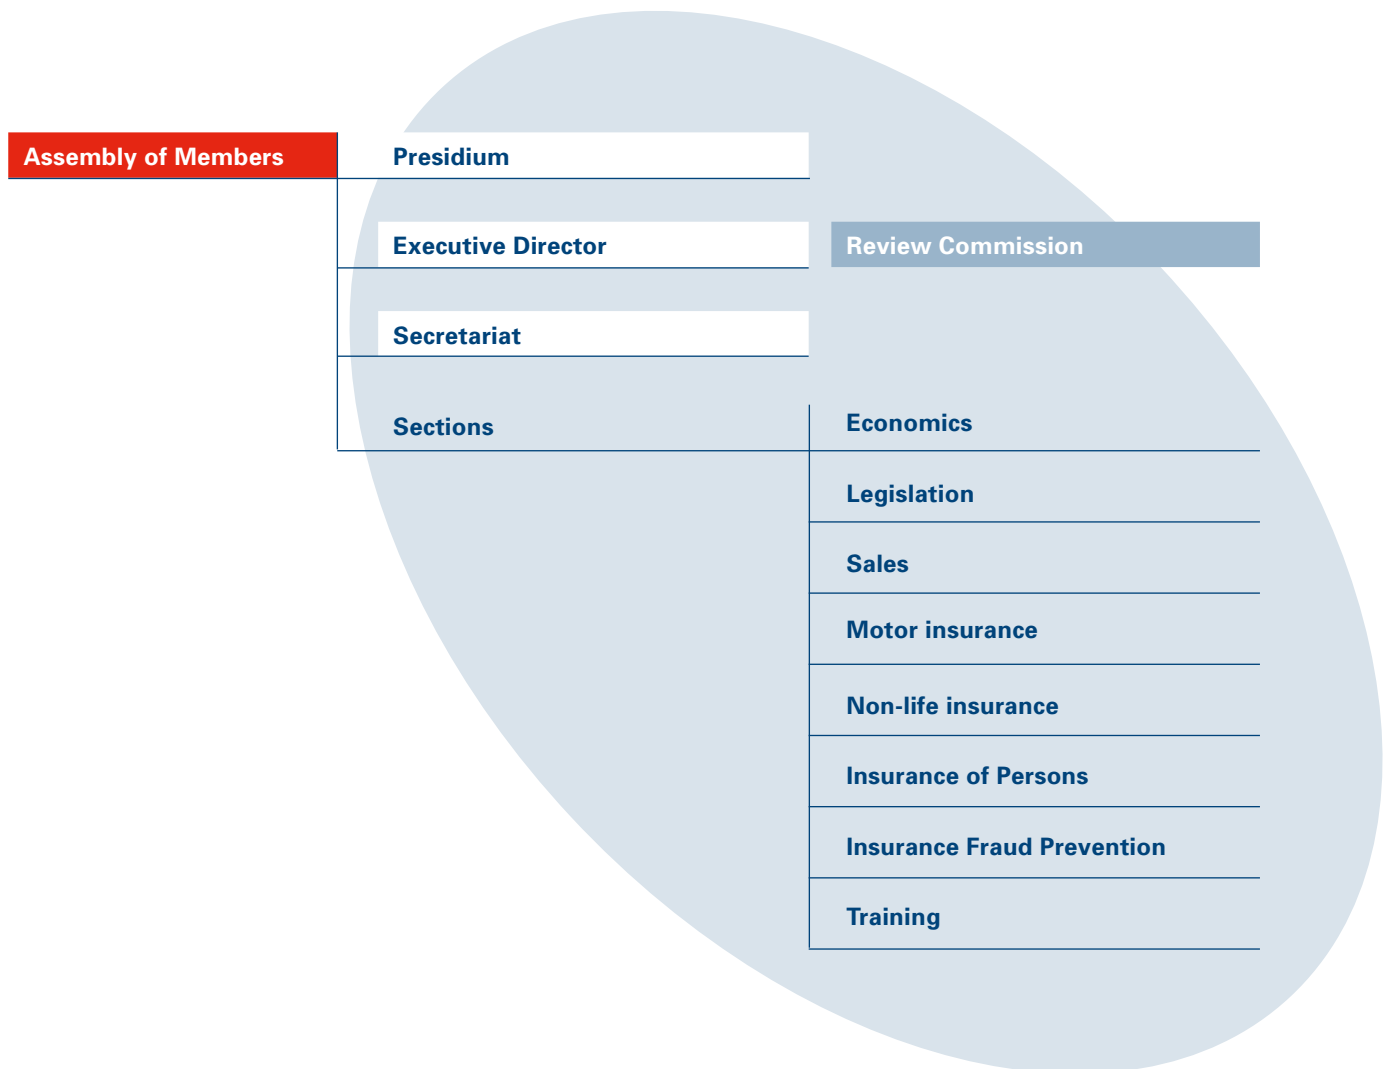 Assembly of Members
Presidium
Executive Director
Review Commission
Secretariat
Sections
Economics
Legislation
Sales
Motor insurance
Non-life insurance
Insurance of Persons
Insurance Fraud Prevention
Training